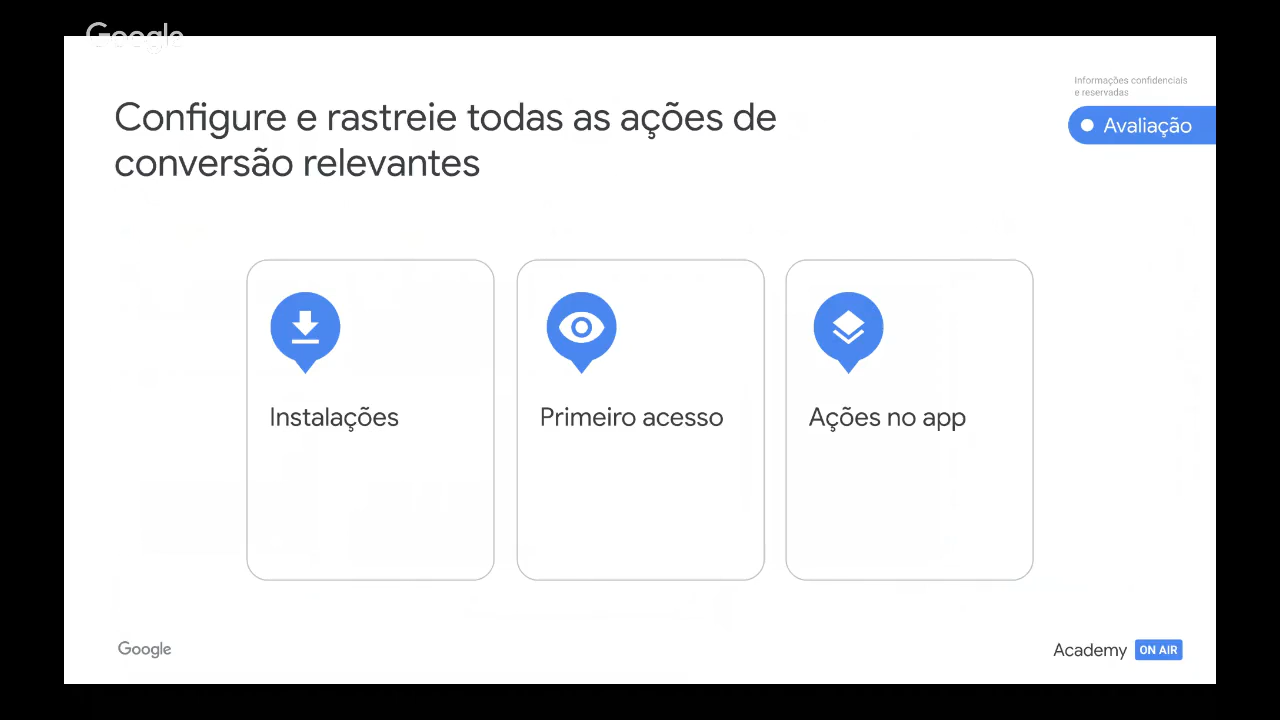 Google
Informações confidenciais
e reservadas
Configure e rastreie todas as ações de
conversão relevantes
Avaliação
Instalações
Primeiro acesso
Ações no app
Google
Academy ON AIR